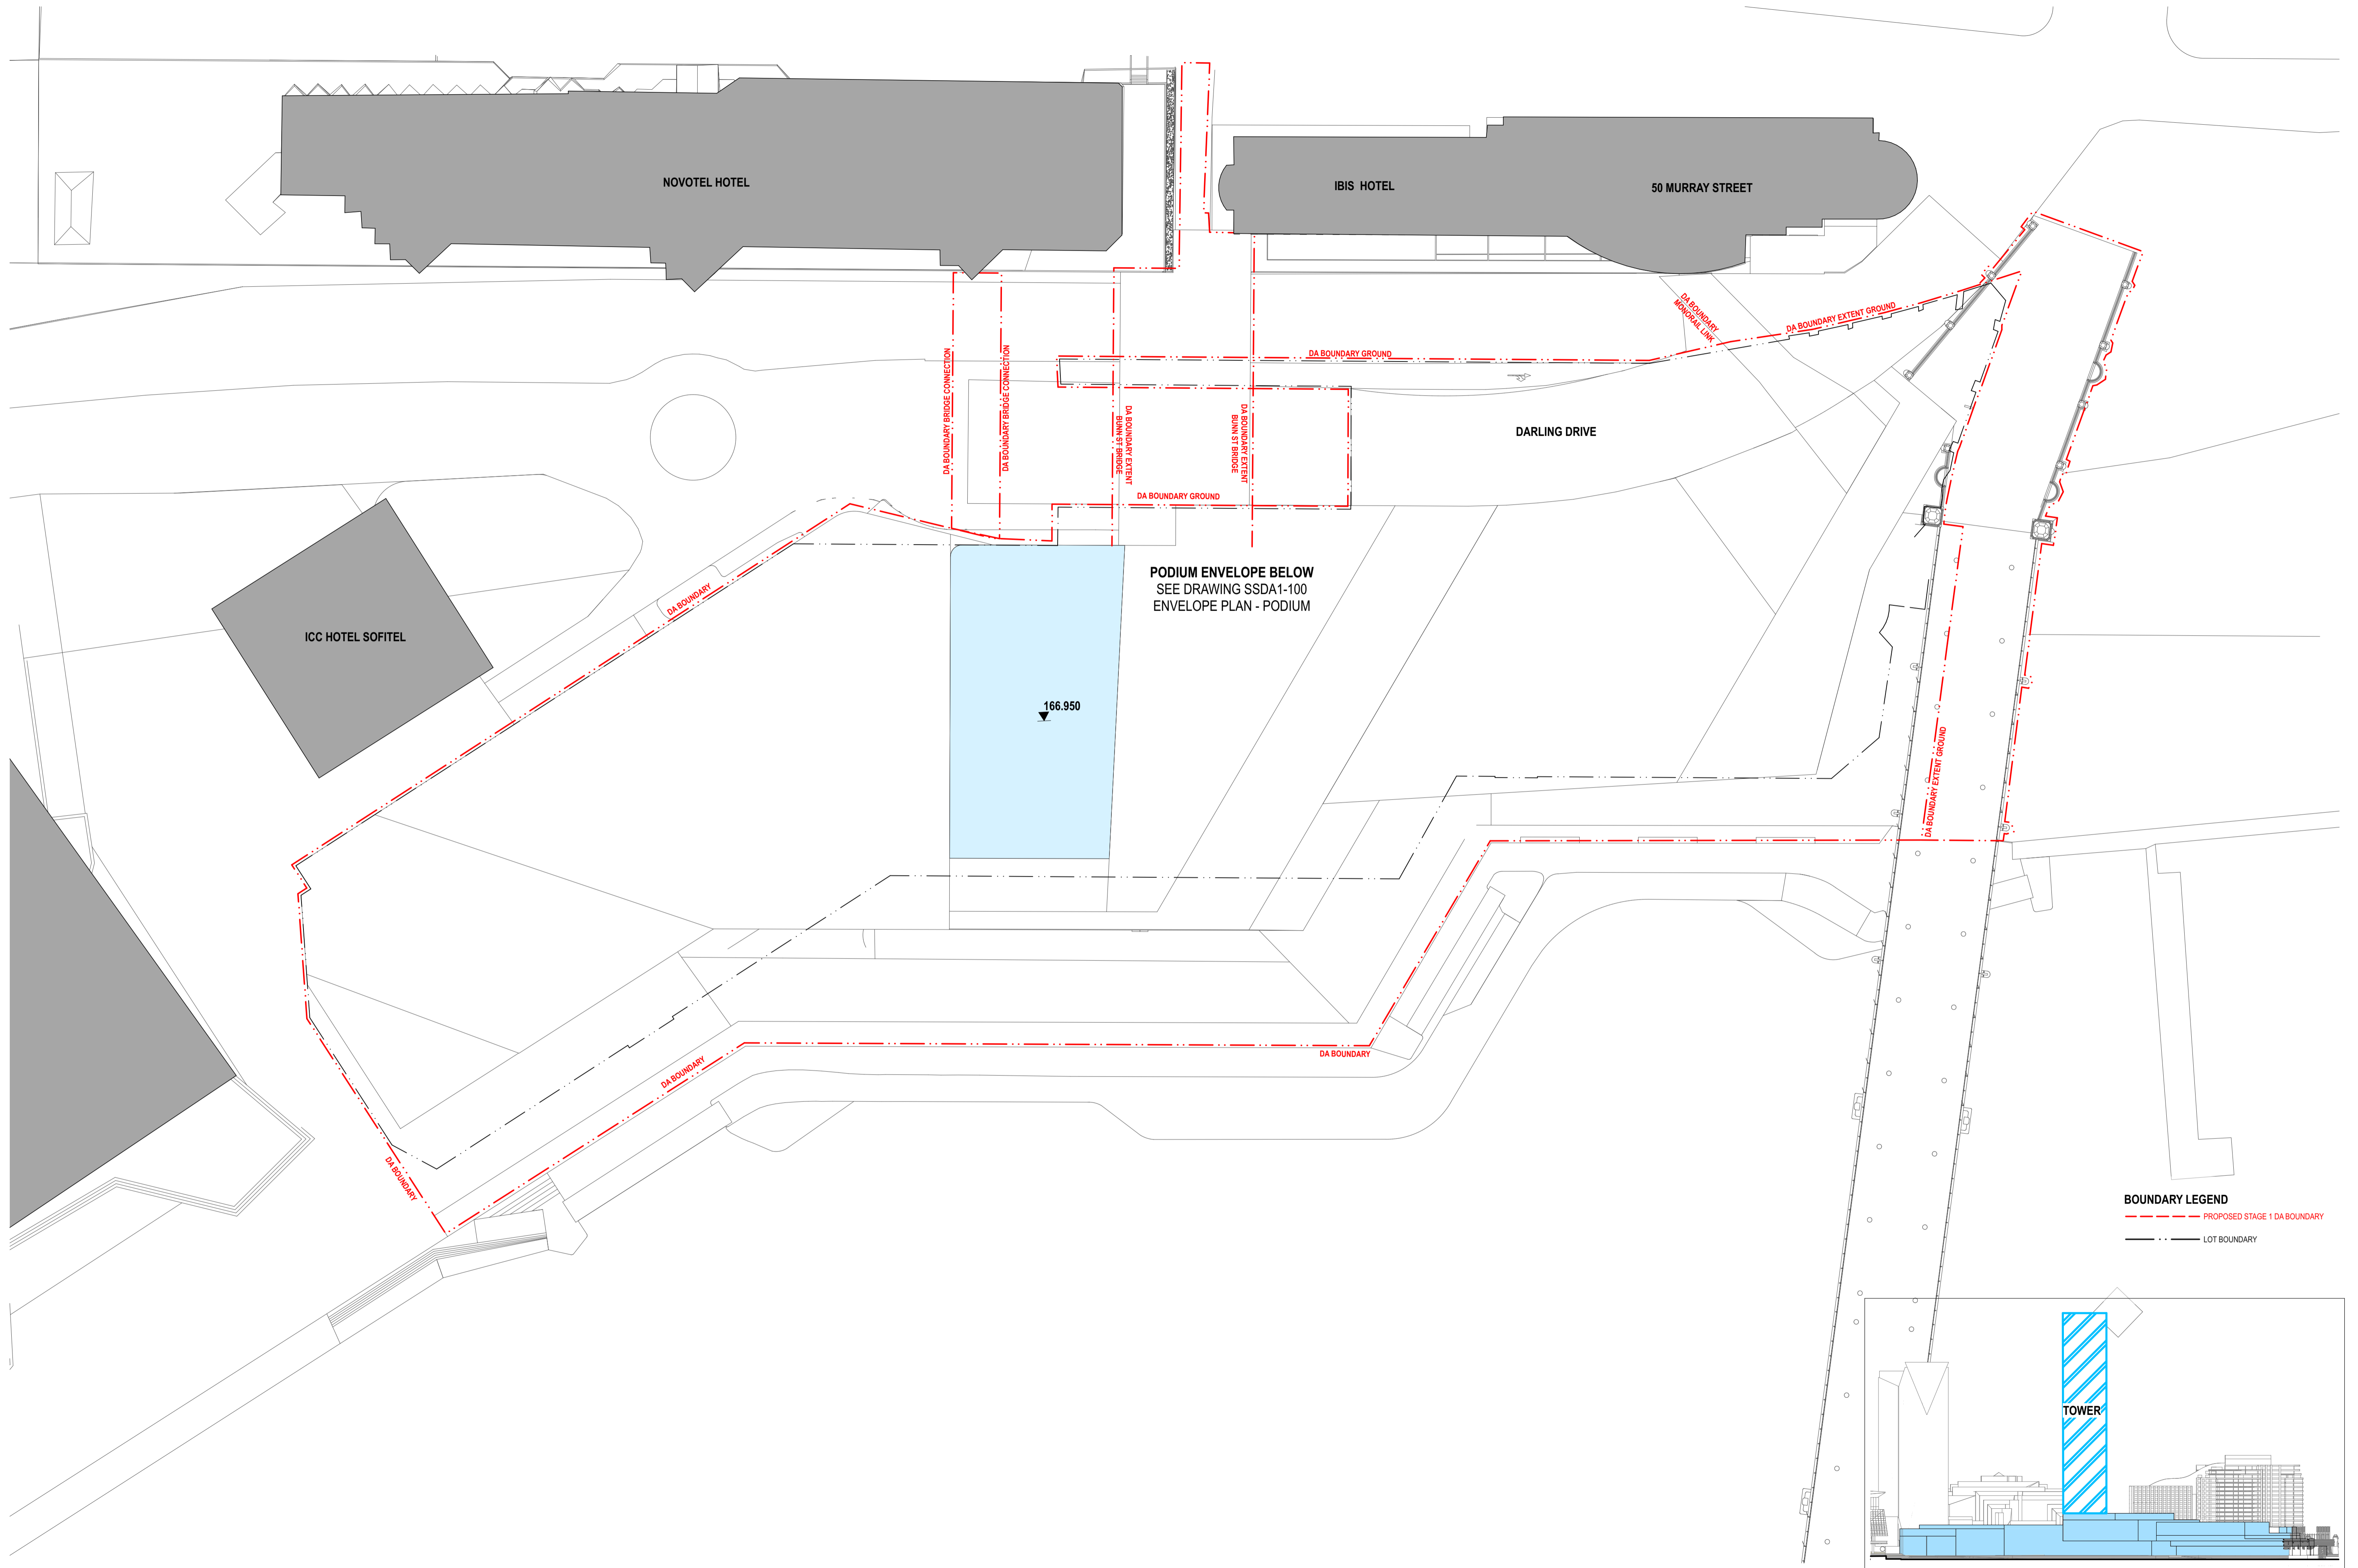 NOVOTEL HOTEL
IBIS HOTEL
50 MURRAY STREET
DA BOUNDARY
MONORAIL LINK
DA BOUNDARY EXTENT GROUND
DA BOUNDARY GROUND
DA BOUNDARY BRIDGE CONNECTION
DA BOUNDARY BRIDGE CONNECTION
DA BOUNDARY EXTENT
BUNN ST BRIDGE
DA BOUNDARY EXTENT
BUNN ST BRIDGE
DARLING DRIVE
DA BOUNDARY GROUND
PODIUM ENVELOPE BELOW
SEE DRAWING SSDA1-100
ENVELOPE PLAN - PODIUM
DA BOUNDARY
ICC HOTEL SOFITEL
166.950
DA BOUNDARY EXTENT GROUND
DA BOUNDARY
DA BOUNDARY
DA BOUNDARY
BOUNDARY LEGEND
PROPOSED STAGE 1 DA BOUNDARY
LOT BOUNDARY
TOWER